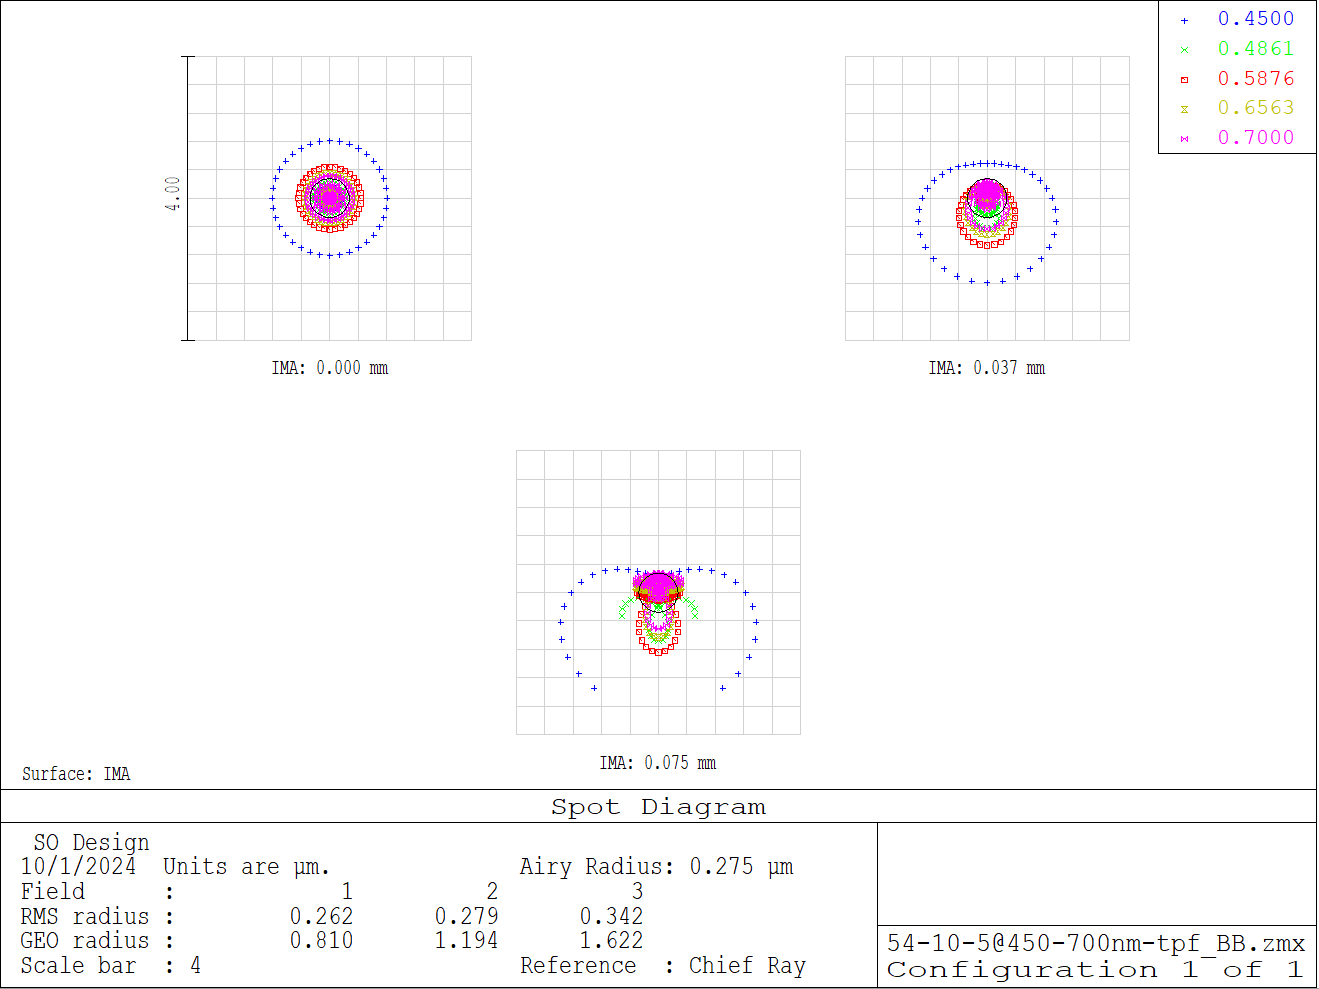 0.4500
0.4861
0.5876
0.6563
0.7000
4.00
IMA: 0.000 mm
IMA: 0.037 mm
IMA: 0.075 mm
Surface: IMA
Spot Diagram
SO Design
10/1/2024 Units are µm. Airy Radius: 0.275 µm
Field : 1 2 3
RMS radius : 0.262 0.279 0.342
GEO radius : 0.810 1.194 1.622
Scale bar : 4 Reference : Chief Ray
54-10-5@450-700nm-tpf_BB.zmx
Configuration 1 of 1